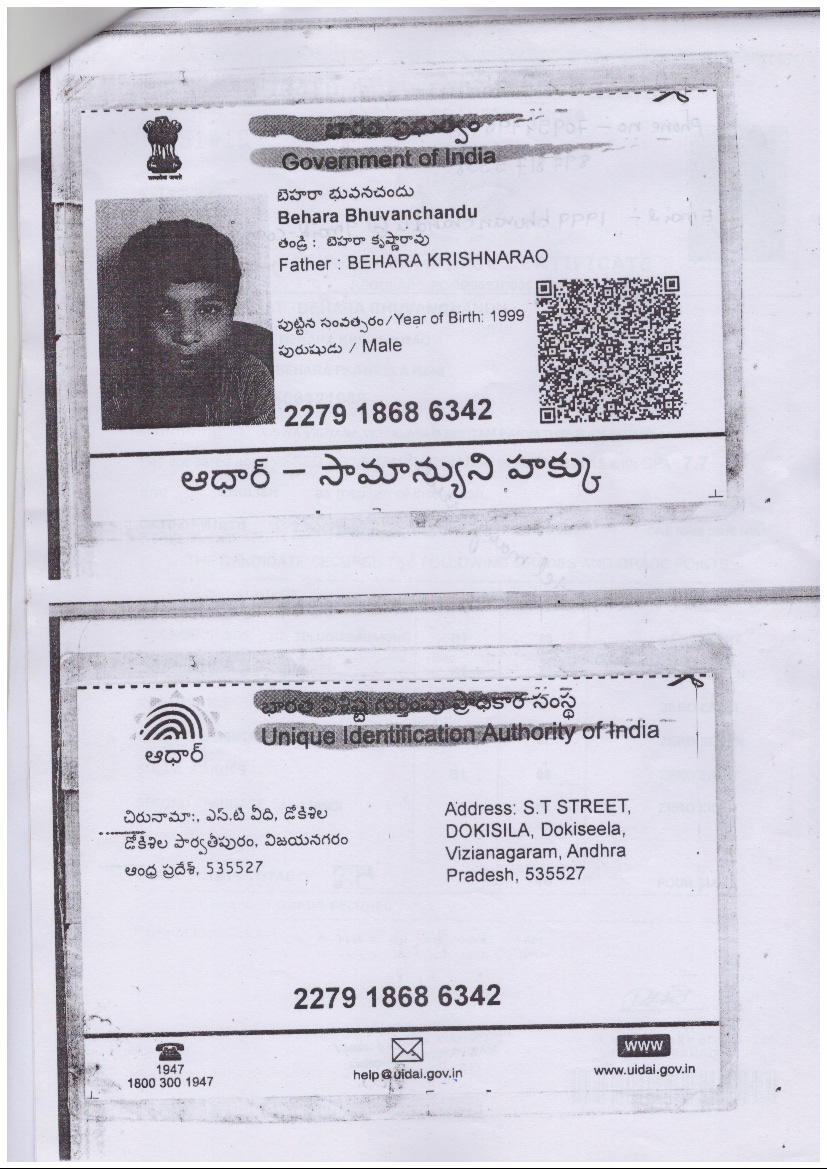 భారత ప్రభుత్వం
Government of India
బెహరా భువనచందు
Behara Bhuvanchandu
తండ్రి : బెహరా కృష్ణారావు
Father : BEHARA KRISHNARAO
పుట్టిన సంవత్సరం / Year of Birth: 1999
పురుషుడు / Male
2279 1868 6342
ఆధార్ – సామాన్యుని హక్కు
భారత విశిష్ట గుర్తింపు ప్రాధికార సంస్థ
Unique Identification Authority of India
ఆధార్
చిరునామా:, ఎస్.టి వీధి, డోకిశిల
డోకిశిల పార్వతీపురం, విజయనగరం
ఆంధ్ర ప్రదేశ్, 535527
Address: S.T STREET,
DOKISILA, Dokiseela,
Vizianagaram, Andhra
Pradesh, 535527
2279 1868 6342
1947
1800 300 1947
help@uidai.gov.in
WWW
www.uidai.gov.in